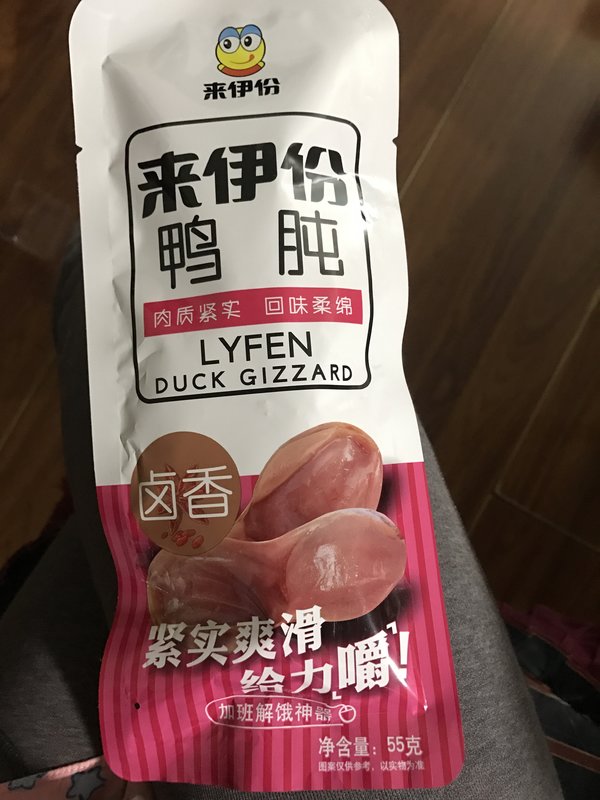 来伊份
来伊份
鸭肫
肉质紧实 回味柔绵
LYFEN
DUCK GIZZARD
卤香
紧实爽滑
给力嚼!
加班解饿神器
净含量：55克
图案仅供参考，以实物为准